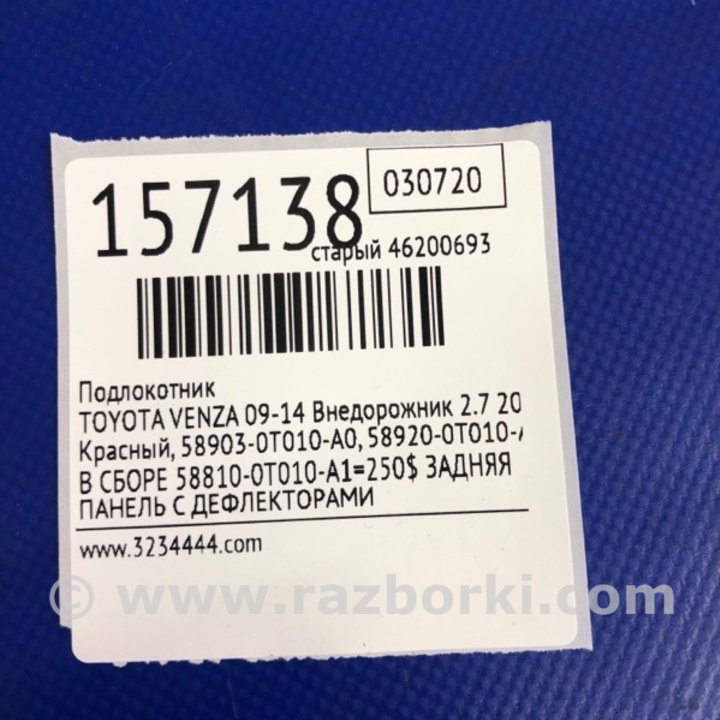 157138
030720
старый 46200693
Подлокотник
TOYOTA VENZA 09-14 Внедорожник 2.7 20
Красный, 58903-0T010-A0, 58920-0T010-
В СБОРЕ 58810-0T010-A1=250$ ЗАДНЯЯ
ПАНЕЛЬ С ДЕФЛЕКТОРАМИ
www.3234444.com
© www.razborki.com